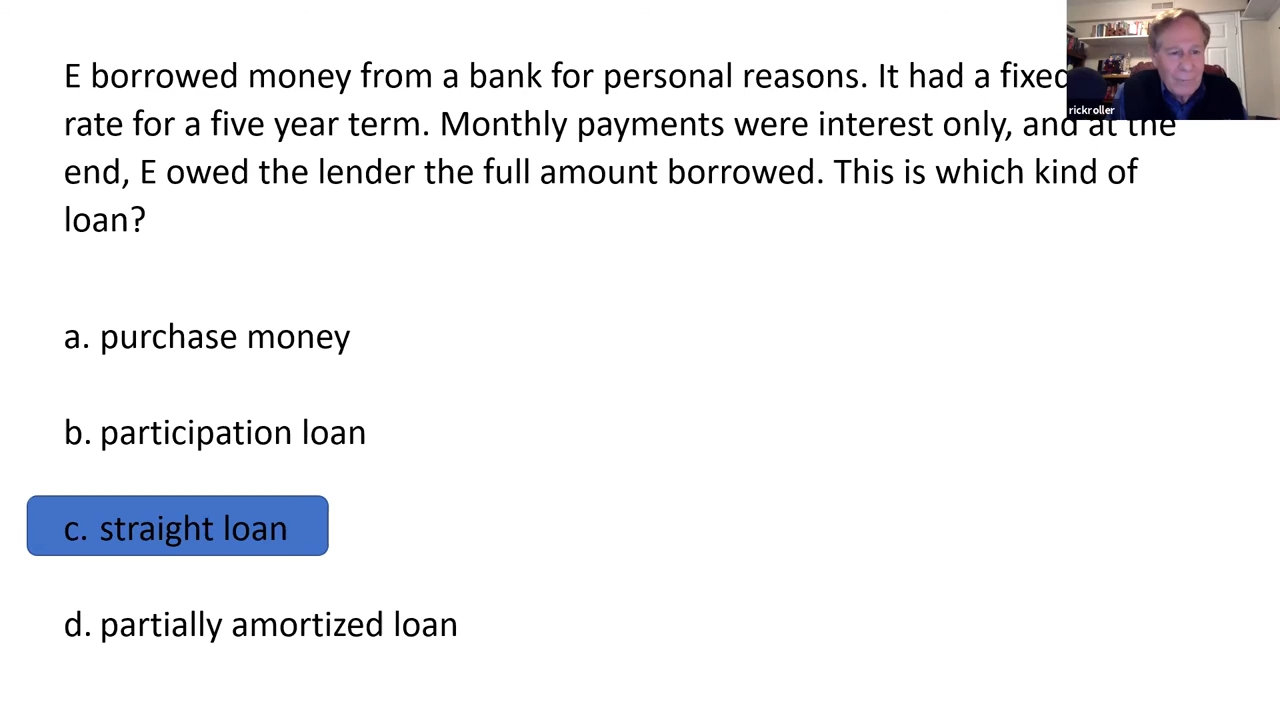 E borrowed money from a bank for personal reasons. It had a fixed
rate for a five year term. Monthly payments were interest only, and at the
end, E owed the lender the full amount borrowed. This is which kind of
loan?
a. purchase money
b. participation loan
c. straight loan
d. partially amortized loan
rickroller